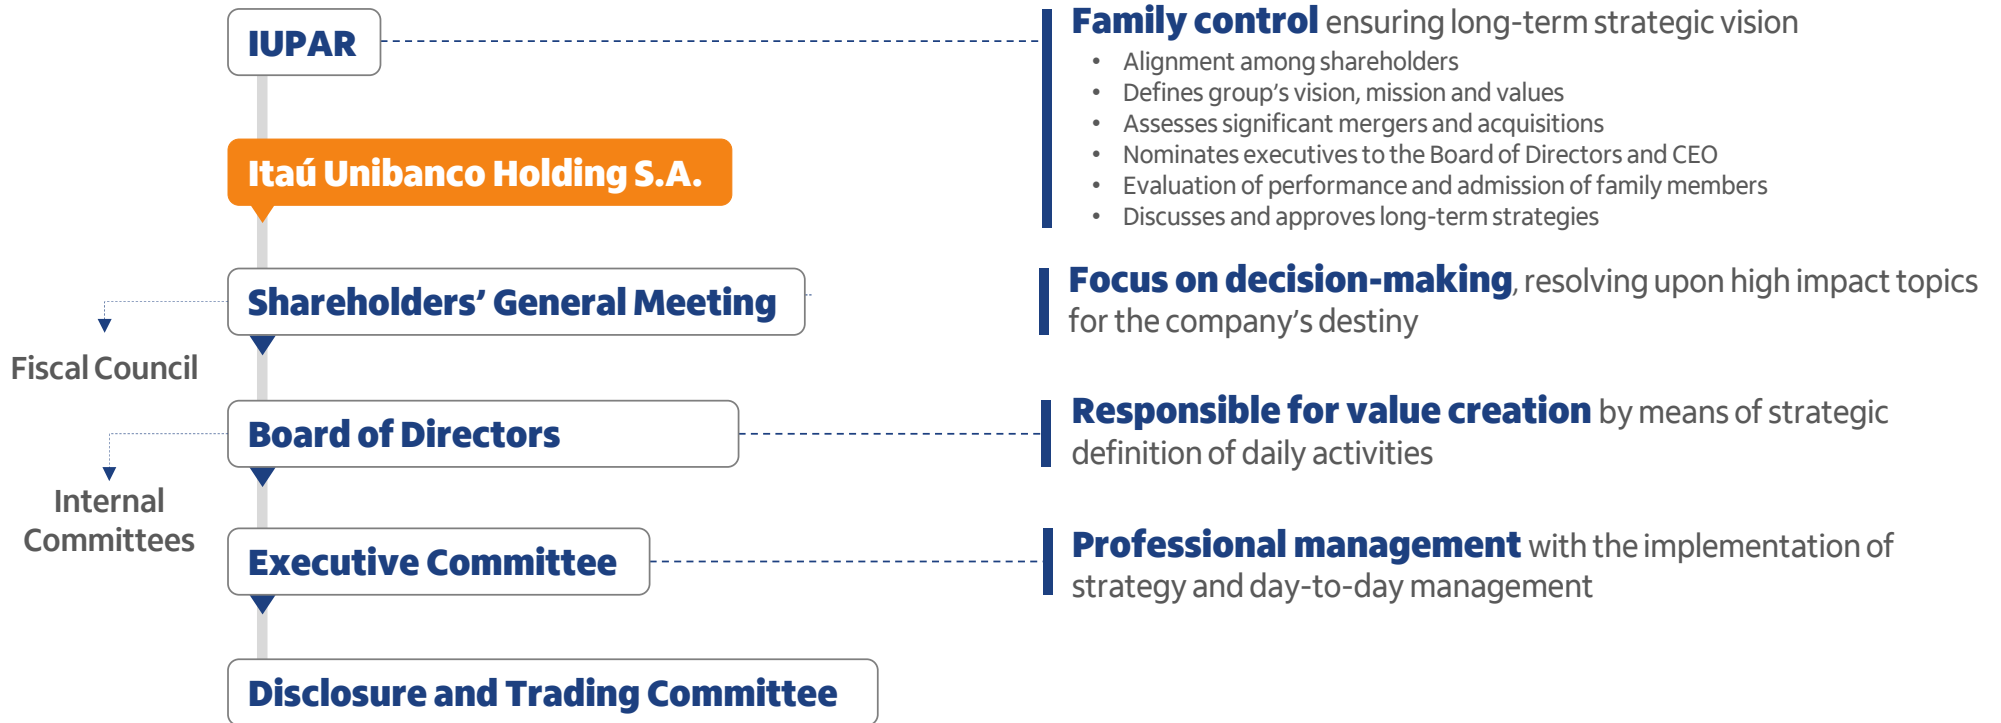 IUPAR
Family control ensuring long-term strategic vision
• Alignment among shareholders
• Defines group's vision, mission and values
• Assesses significant mergers and acquisitions
• Nominates executives to the Board of Directors and CEO
• Evaluation of performance and admission of family members
• Discusses and approves long-term strategies
Itaú Unibanco Holding S.A.
Shareholders' General Meeting
Focus on decision-making, resolving upon high impact topics
for the company's destiny
Fiscal Council
Board of Directors
Responsible for value creation by means of strategic
definition of daily activities
Internal
Committees
Executive Committee
Professional management with the implementation of
strategy and day-to-day management
Disclosure and Trading Committee